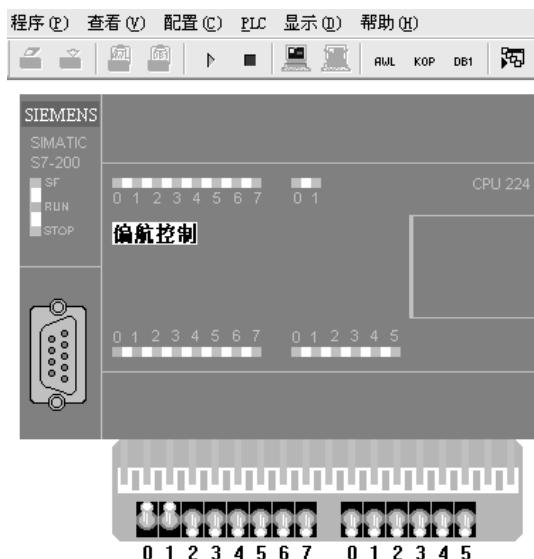 程序(P) 查看(V) 配置(C) PLC 显示(D) 帮助(H)
AWL DB1 AWL KOP DB1
SIEMENS
SIMATIC
S7-200
SF
RUN
STOP
0 1 2 3 4 5 6 7 0 1
CPU 224
偏航控制
0 1 2 3 4 5 6 7 0 1 2 3 4 5
0 1 2 3 4 5 6 7 0 1 2 3 4 5